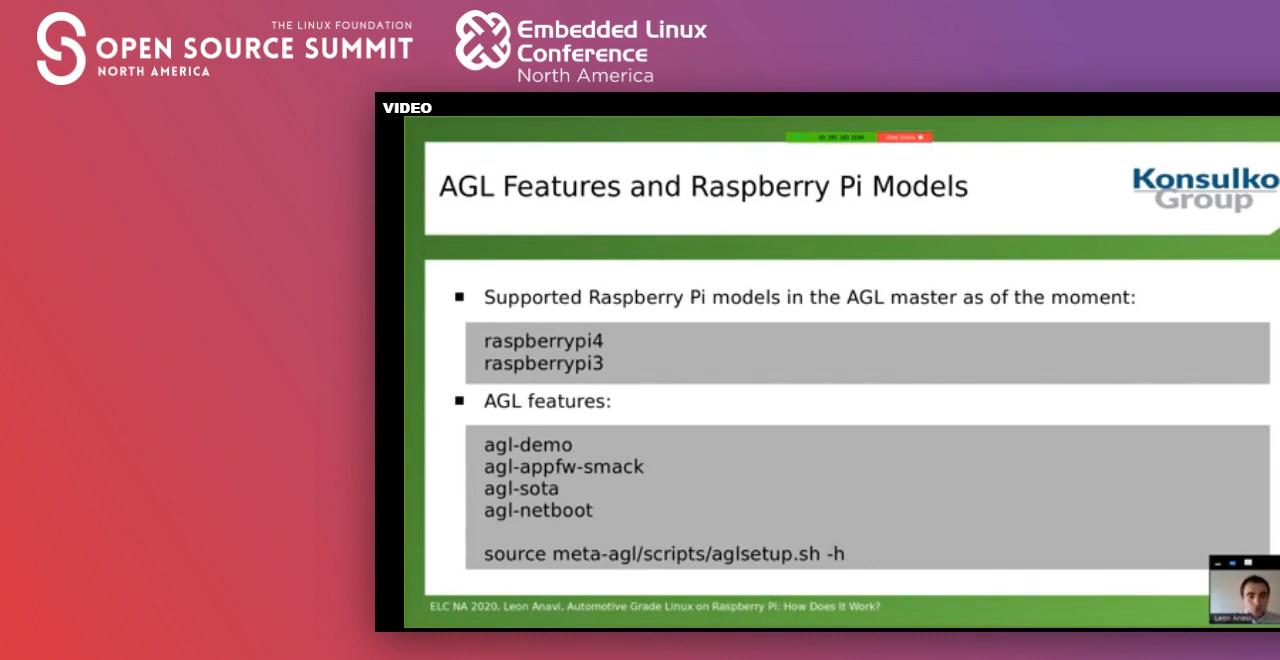 THE LINUX FOUNDATION
OPEN SOURCE SUMMIT
NORTH AMERICA
Embedded Linux
Conference
North America
VIDEO
AGL Features and Raspberry Pi Models
Konsulko
Group
■ Supported Raspberry Pi models in the AGL master as of the moment:
raspberrypi4
raspberrypi3
■ AGL features:
agl-demo
agl-appfw-smack
agl-sota
agl-netboot
source meta-agl/scripts/aglsetup.sh -h
Leon Anavi
ELC NA 2020, Leon Anavi, Automotive Grade Linux on Raspberry Pi: How Does It Work?